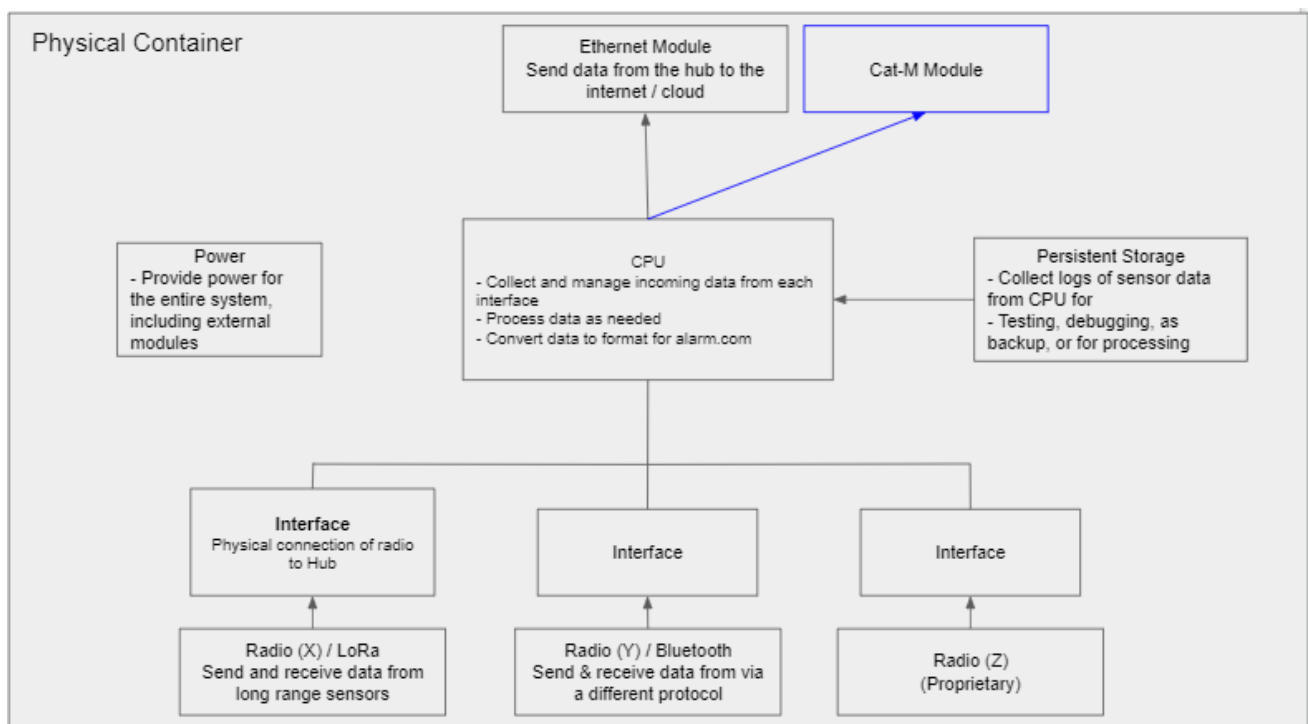 Physical Container
Ethernet Module
Send data from the hub to the
internet / cloud
Cat-M Module
Power
- Provide power for
the entire system,
including external
modules
CPU
- Collect and manage incoming data from each
interface
- Process data as needed
- Convert data to format for alarm.com
Persistent Storage
- Collect logs of sensor data
from CPU for
- Testing, debugging, as
backup, or for processing
Interface
Physical connection of radio
to Hub
Interface
Interface
Radio (X) / LoRa
Send and receive data from
long range sensors
Radio (Y) / Bluetooth
Send & receive data from via
a different protocol
Radio (Z)
(Proprietary)